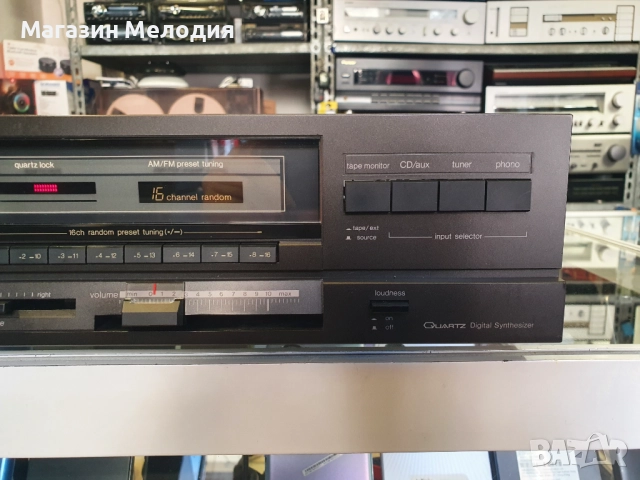 Магазин Мелодия
quartz lock
AM/FM preset tuning
16 channel random
tape monitor
CD/aux
tuner
phono
16ch random preset tuning(-/--)
tape/ext
source
input selector
-2-10
-3-11
-4-12
-5-13
-6-14
-7-15
-8-16
right
volume
min
max
loudness
on
off
QUARTZ Digital Synthesizer
BAZAR